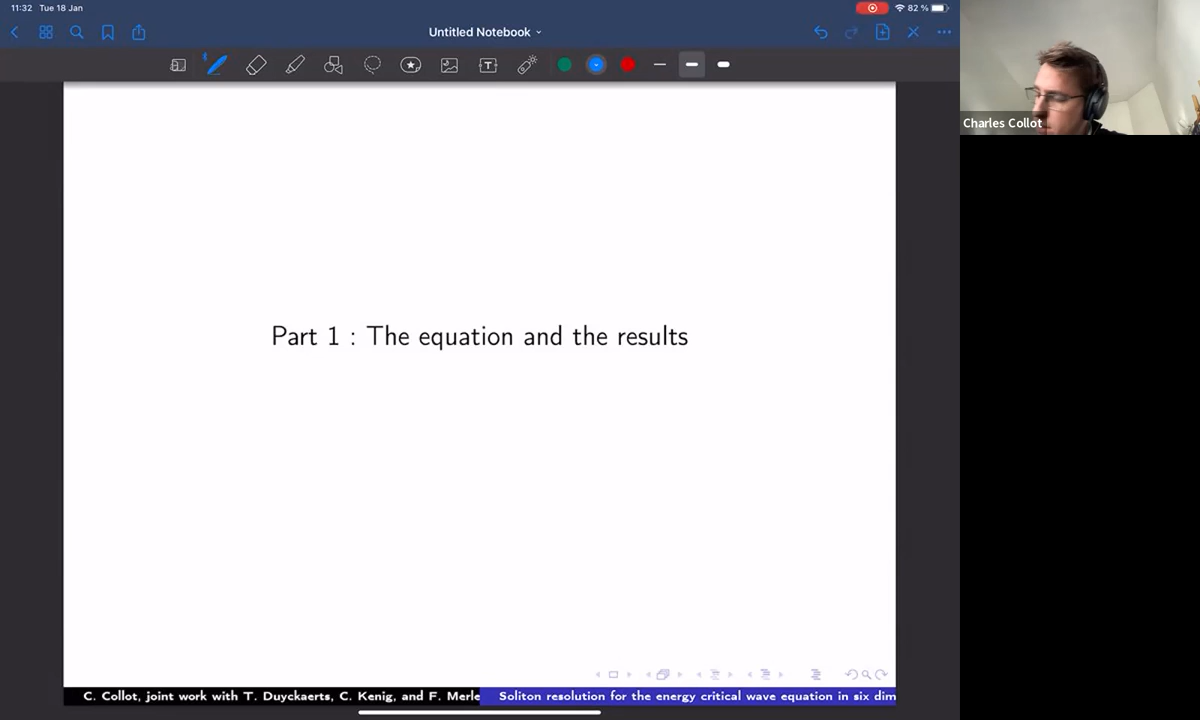 11:32 Tue 18 Jan
82 %
Untitled Notebook
T
Charles Collot
Part 1 : The equation and the results
C. Collot, joint work with T. Duyckaerts, C. Kenig, and F. Merle
Soliton resolution for the energy critical wave equation in six dim